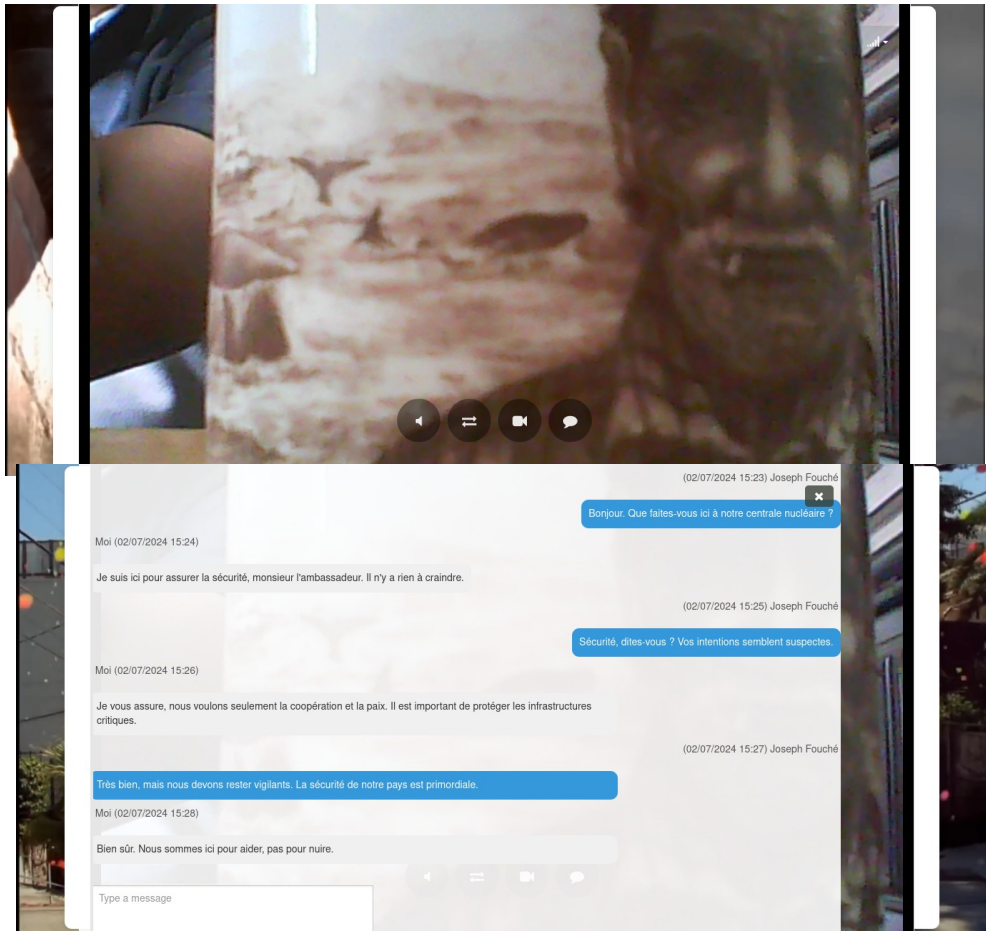 (02/07/2024 15:23) Joseph Fouché
Bonjour. Que faites-vous ici à notre centrale nucléaire ?
Moi (02/07/2024 15:24)
Je suis ici pour assurer la sécurité, monsieur l'ambassadeur. Il n'y a rien à craindre.
(02/07/2024 15:25) Joseph Fouché
Sécurité, dites-vous ? Vos intentions semblent suspectes.
Moi (02/07/2024 15:26)
Je vous assure, nous voulons seulement la coopération et la paix. Il est important de protéger les infrastructures
critiques.
(02/07/2024 15:27) Joseph Fouché
Très bien, mais nous devons rester vigilants. La sécurité de notre pays est primordiale.
Moi (02/07/2024 15:28)
Bien sûr. Nous sommes ici pour aider, pas pour nuire.
Type a message